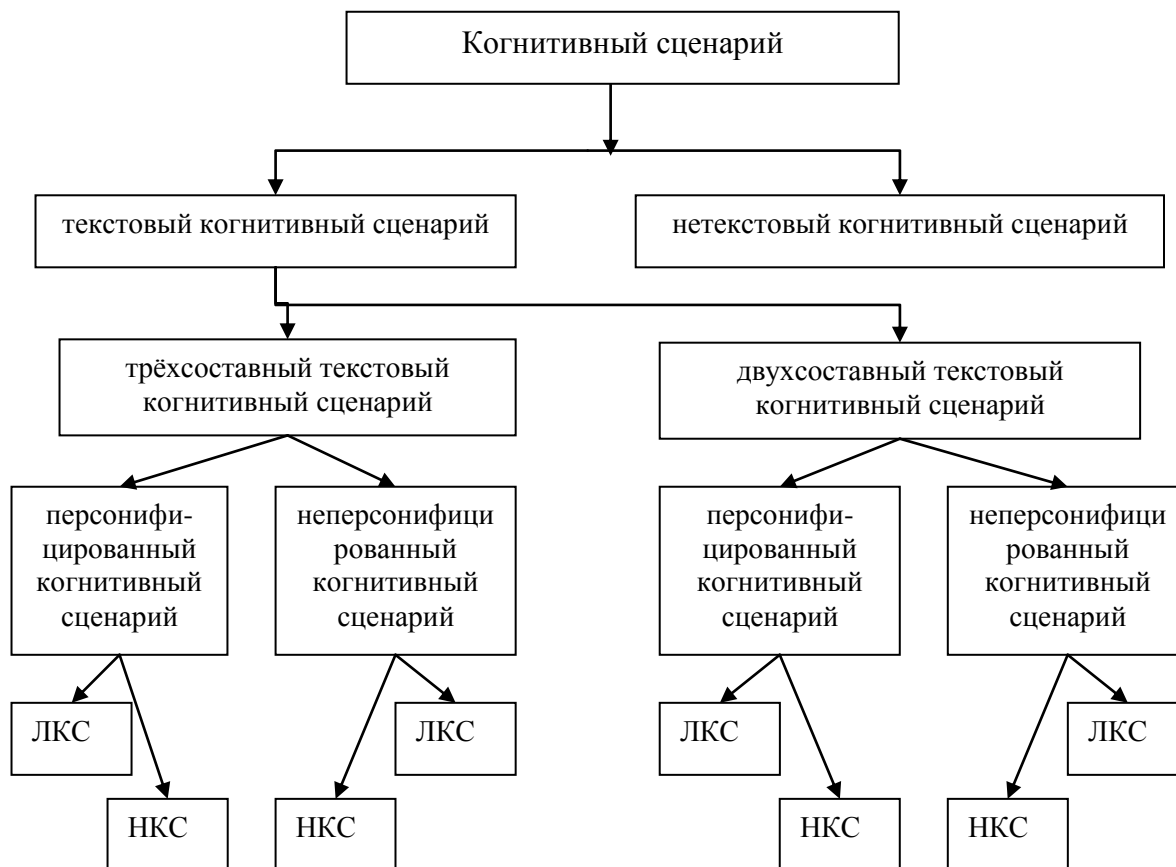 Когнитивный сценарий
текстовый когнитивный сценарий
нетекстовый когнитивный сценарий
трёхсоставный текстовый
когнитивный сценарий
двухсоставный текстовый
когнитивный сценарий
персонифи-
цированный
когнитивный
сценарий
неперсонифици
рованный
когнитивный
сценарий
персонифи-
цированный
когнитивный
сценарий
неперсонифици
рованный
когнитивный
сценарий
ЛКС
ЛКС
ЛКС
ЛКС
НКС
НКС
НКС
НКС